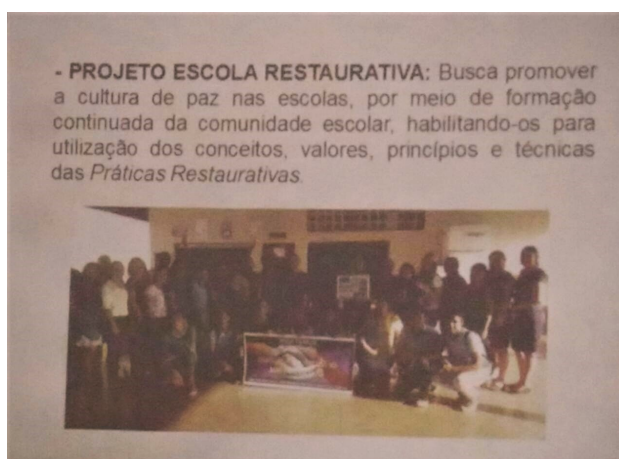 - PROJETO ESCOLA RESTAURATIVA: Busca promover
a cultura de paz nas escolas, por meio de formação
continuada da comunidade escolar, habilitando-os para
utilização dos conceitos, valores, princípios e técnicas
das Práticas Restaurativas.